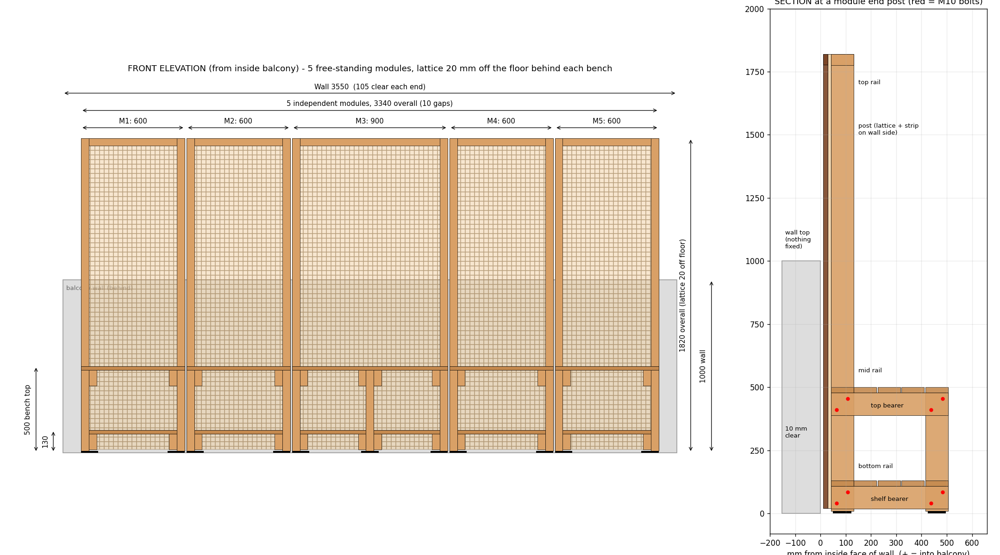 SECTION at a module end post (red = M10 bolts)
FRONT ELEVATION (from inside balcony) - 5 free-standing modules, lattice 20 mm off the floor behind each bench
Wall 3550  (105 clear each end)
5 independent modules, 3340 overall (10 gaps)
M1: 600
M2: 600
M3: 900
M4: 600
M5: 600
balcony wall (behind)
500 bench top
130
1820 overall (lattice 20 off floor)
1000 wall
2000
1750
1500
1250
1000
750
500
250
0
top rail
post (lattice + strip
on wall side)
wall top
(nothing
fixed)
mid rail
top bearer
10 mm
clear
bottom rail
shelf bearer
−200
−100
0
100
200
300
400
500
600
mm from inside face of wall  (+ = into balcony)